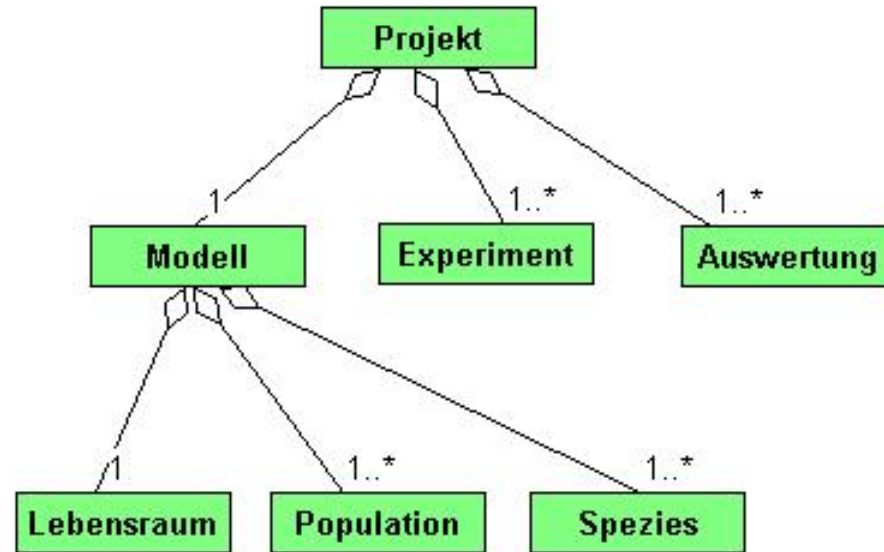 Projekt
1
1..*
1..*
Modell
Experiment
Auswertung
1
1..*
1..*
Lebensraum
Population
Spezies